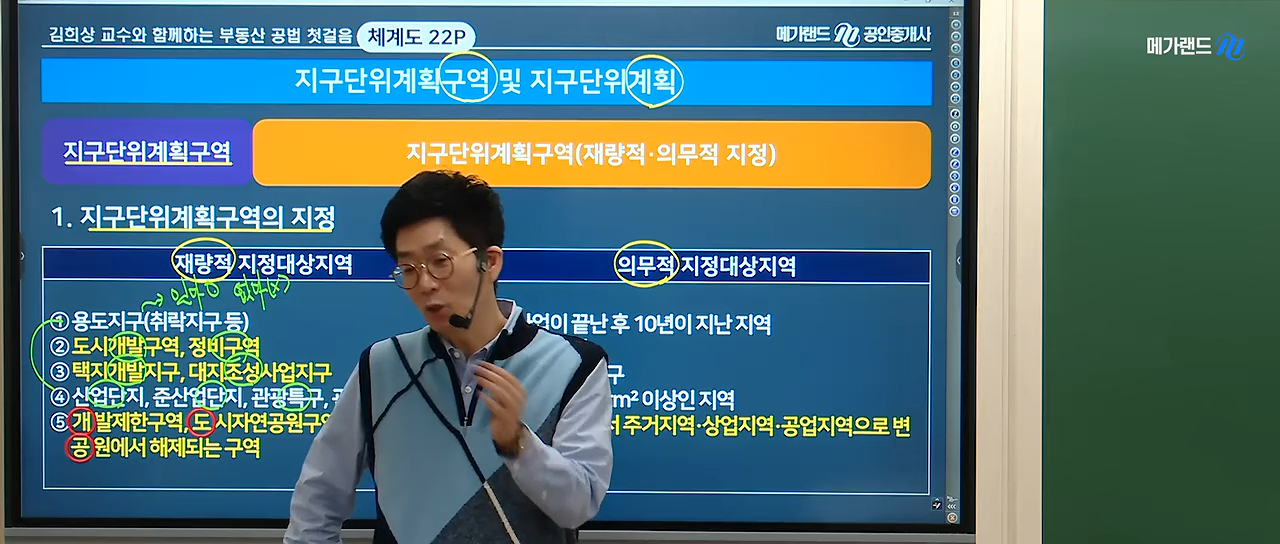 김희상 교수와 함께하는 부동산 공법 첫걸음 체계도 22P
메가랜드 공인중개사
메가랜드
지구단위계획구역 및 지구단위계획
지구단위계획구역
지구단위계획구역(재량적·의무적 지정)
1. 지구단위계획구역의 지정
재량적 지정대상지역
의무적 지정대상지역
① 용도지구(취락지구 등)
② 도시개발구역, 정비구역
③ 택지개발지구, 대지조성사업지구
④ 산업단지, 준산업단지, 관광특구,
⑤ 개발제한구역, 도시자연공원구
공원에서 해제되는 구역
업이 끝난 후 10년이 지난 지역
구
m² 이상인 지역
서 주거지역·상업지역·공업지역으로 변